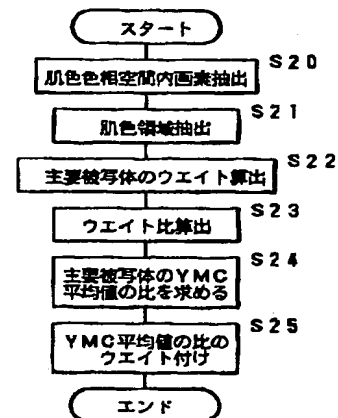 スタート
肌色色相空間内画素抽出
S20
肌色領域抽出
S21
主要被写体のウエイト算出
S22
ウエイト比算出
S23
主要被写体のYMC
平均値の比を求める
S24
YMC平均値の比の
ウエイト付け
S25
エンド